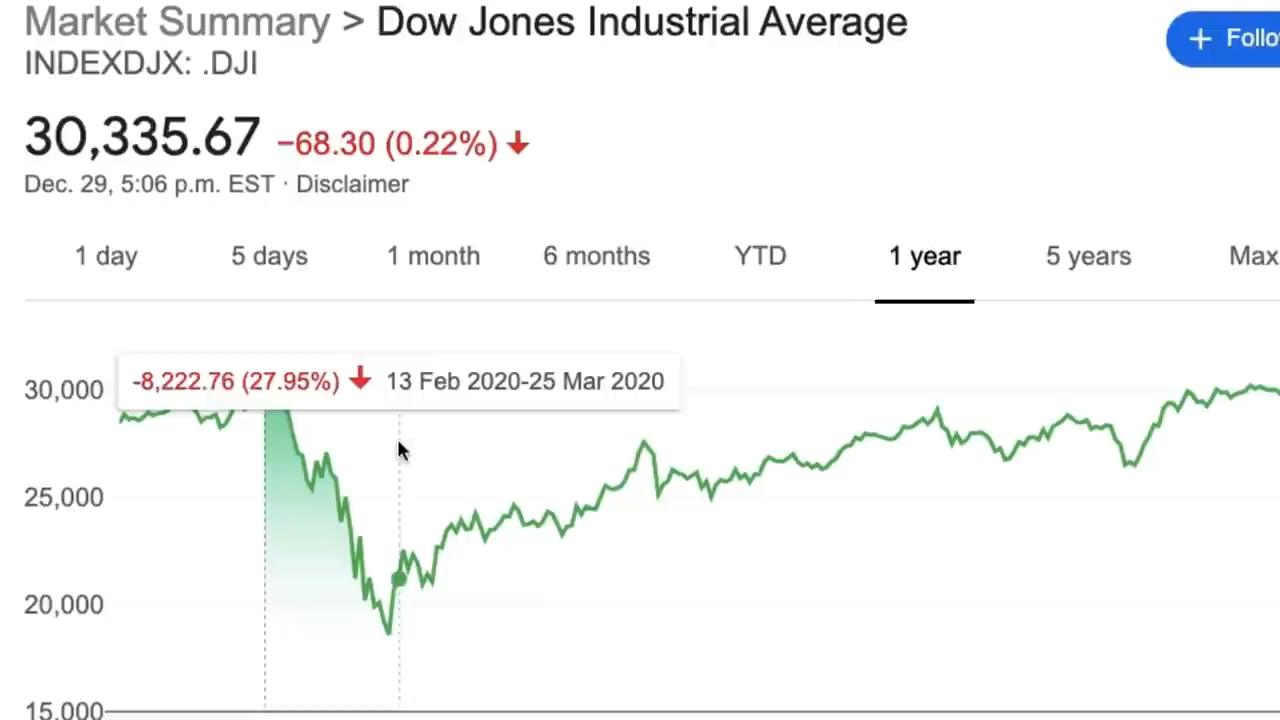 Market Summary > Dow Jones Industrial Average
INDEXDJX: .DJI
+ Follo
30,335.67 −68.30 (0.22%)
Dec. 29, 5:06 p.m. EST · Disclaimer
1 day 5 days 1 month 6 months YTD 1 year 5 years Max
-8,222.76 (27.95%) 13 Feb 2020-25 Mar 2020
30,000
25,000
20,000
15,000